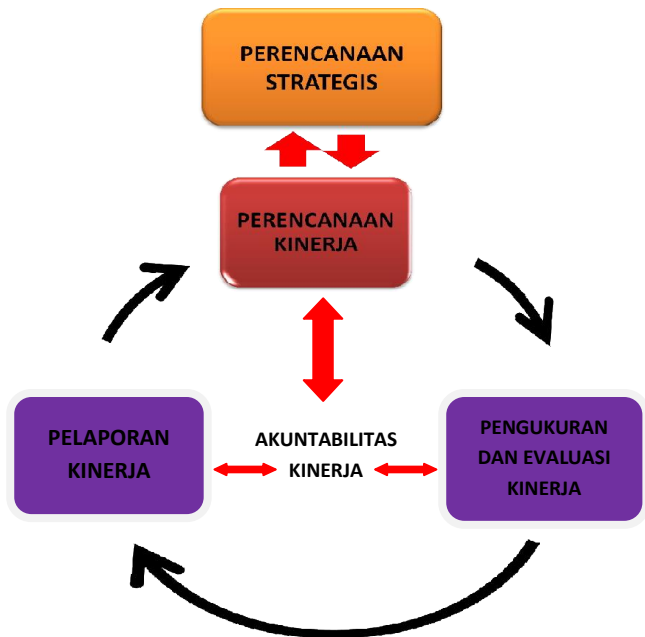 PERENCANAAN
STRATEGIS
PERENCANAAN
KINERJA
PELAPORAN
KINERJA
AKUNTABILITAS
KINERJA
PENGUKURAN
DAN EVALUASI
KINERJA